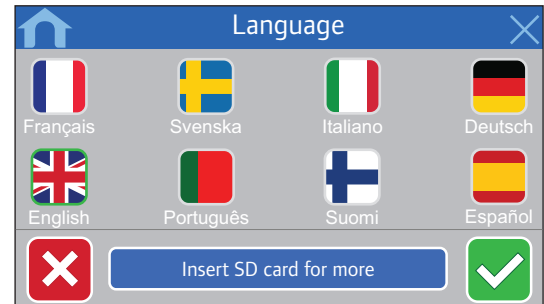 Language
Français
Svenska
Italiano
Deutsch
English
Português
Suomi
Español
Insert SD card for more